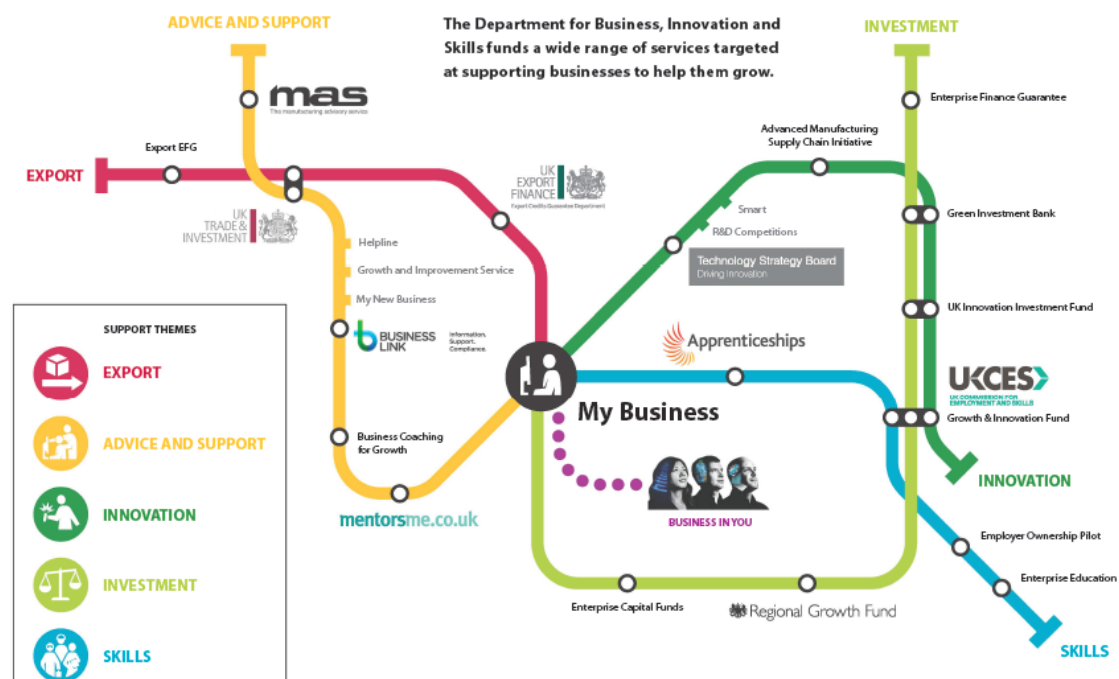 ADVICE AND SUPPORT
The Department for Business, Innovation and
Skills funds a wide range of services targeted
at supporting businesses to help them grow.
INVESTMENT
mas
The manufacturing advisory service
Enterprise Finance Guarantee
Export EFG
Advanced Manufacturing
Supply Chain Initiative
EXPORT
UK
EXPORT
FINANCE
Export Credits Guarantee Department
UK
TRADE &
INVESTMENT
Smart
R&D Competitions
Green Investment Bank
Helpline
Growth and Improvement Service
My New Business
Technology Strategy Board
Driving Innovation
BUSINESS
LINK
Information,
Support,
Compliance.
UK Innovation Investment Fund
Apprenticeships
UKCES
UK COMMISSION FOR
EMPLOYMENT AND SKILLS
My Business
Growth & Innovation Fund
Business Coaching
for Growth
mentorsme.co.uk
BUSINESS IN YOU
INNOVATION
Employer Ownership Pilot
Enterprise Education
Enterprise Capital Funds
Regional Growth Fund
SKILLS
SUPPORT THEMES
EXPORT
ADVICE AND SUPPORT
INNOVATION
INVESTMENT
SKILLS